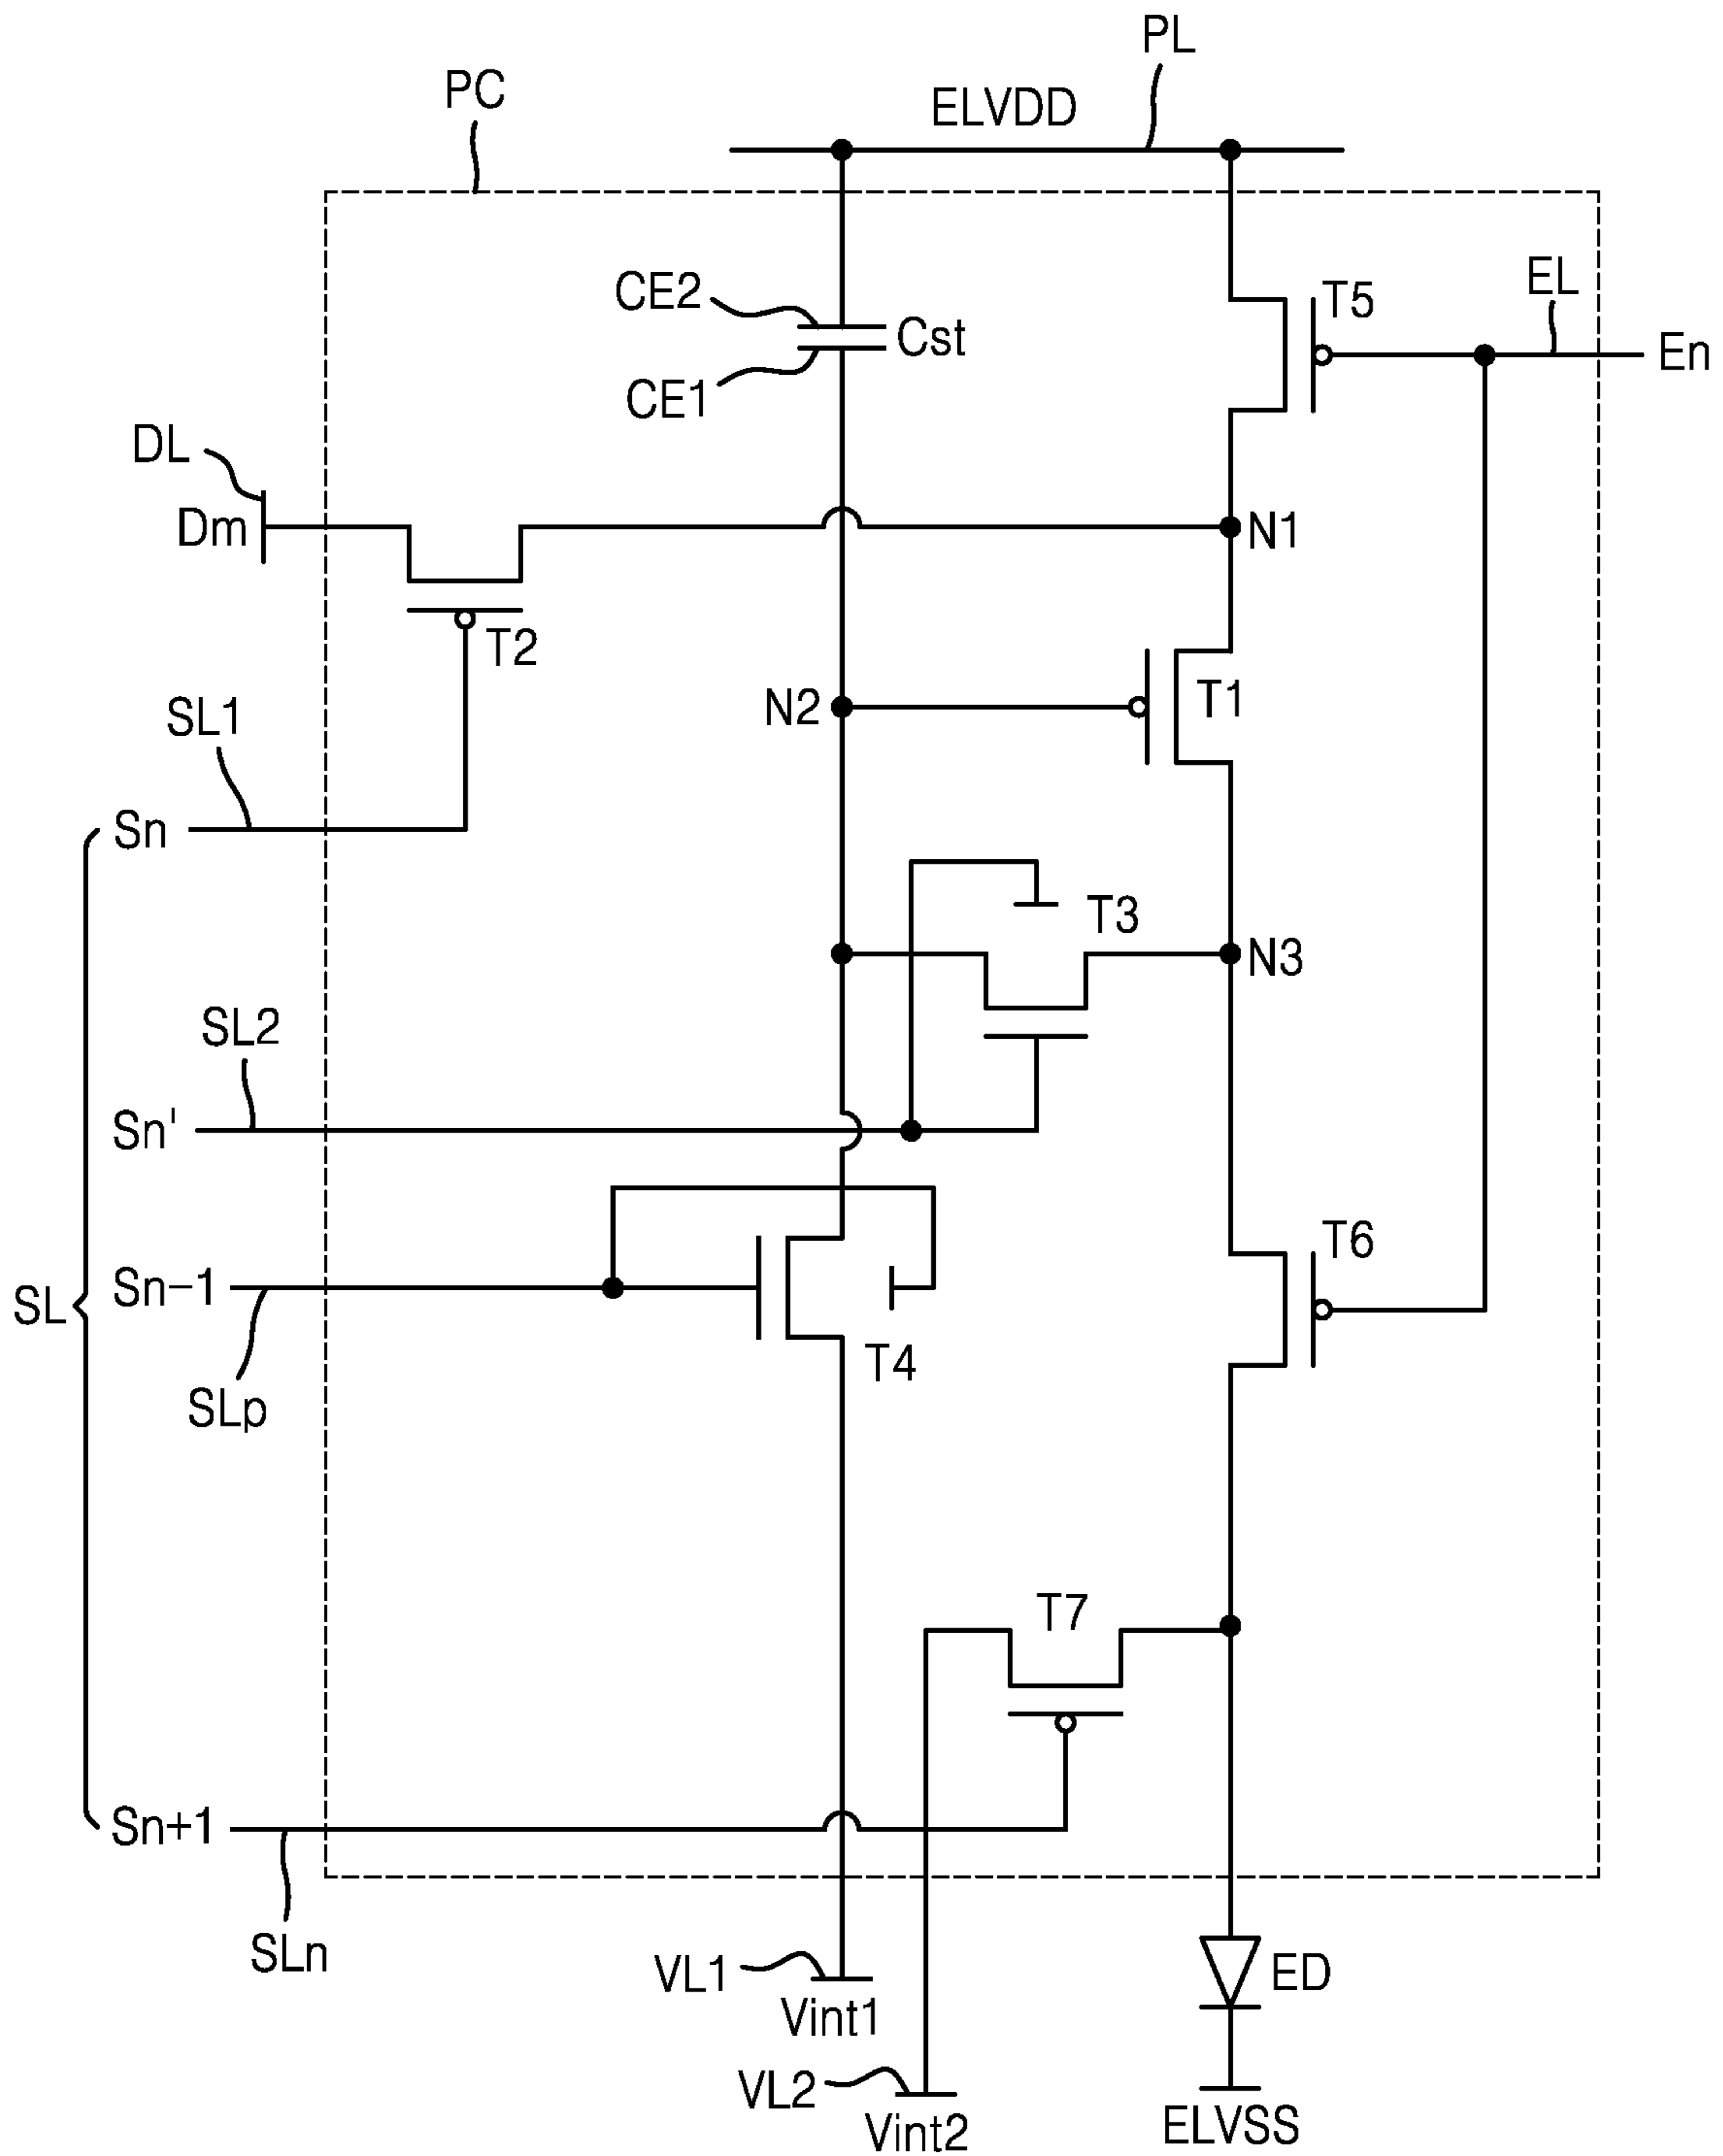 PL
PC
ELVDD
CE2
T5
EL
Cst
En
CE1
DL
Dm
N1
T2
SL1
N2
T1
Sn
T3
N3
SL2
Sn'
T6
SL
Sn−1
T4
SLp
T7
Sn+1
SLn
VL1
ED
Vint1
VL2
ELVSS
Vint2